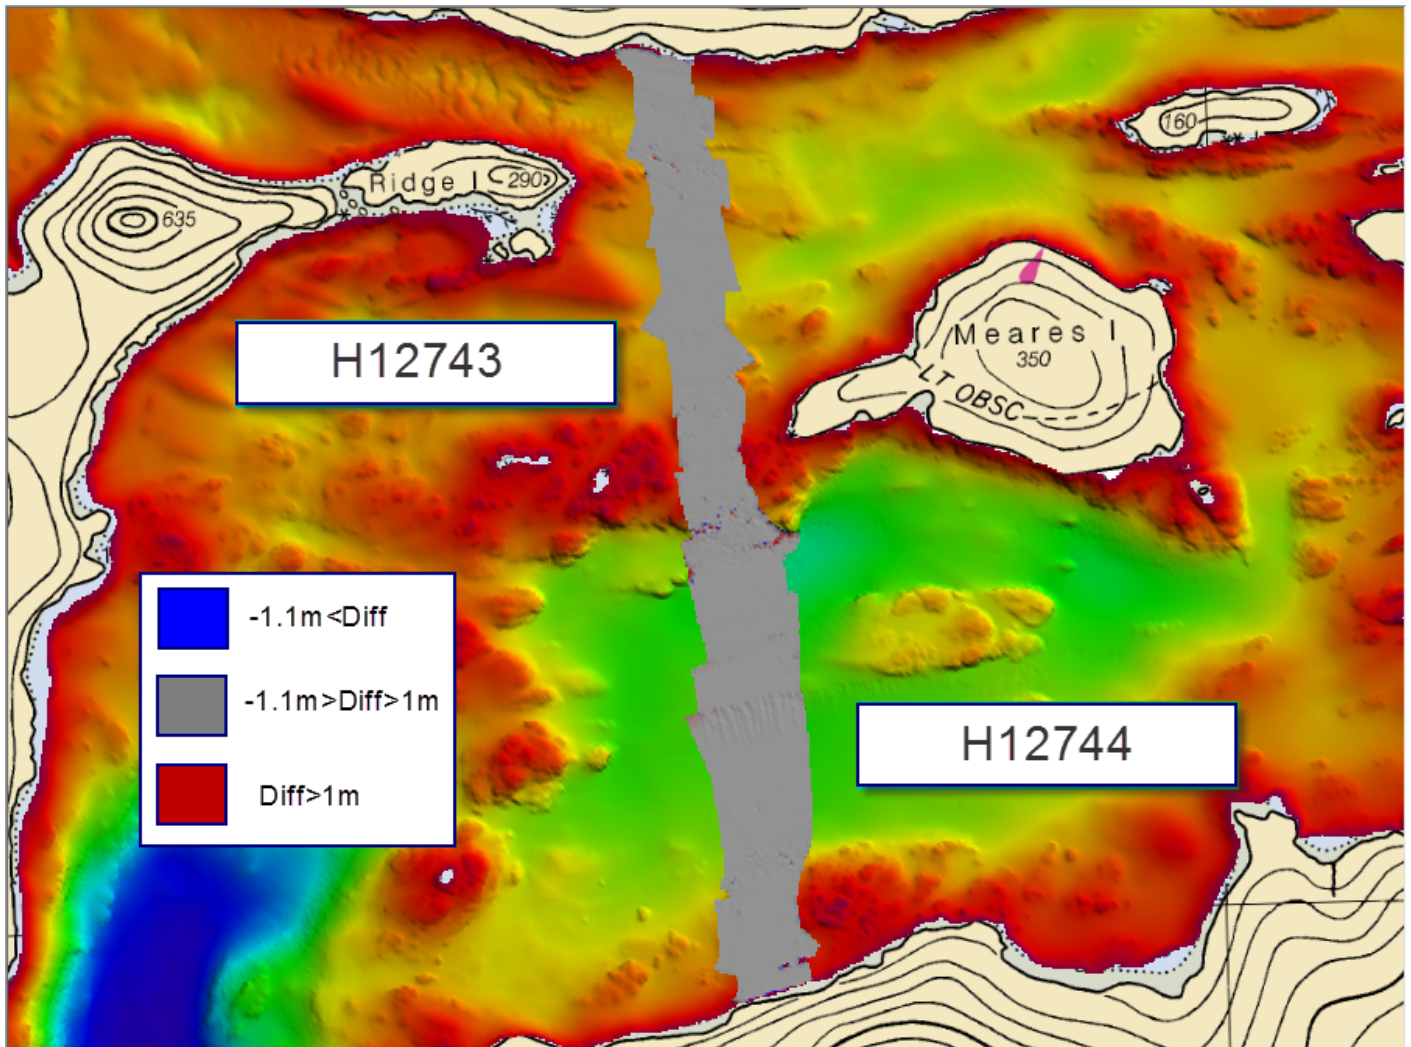 160
Ridge I 290
635
Meares I
350
LT OBSC
H12743
-1.1m<Diff
-1.1m>Diff>1m
Diff>1m
H12744